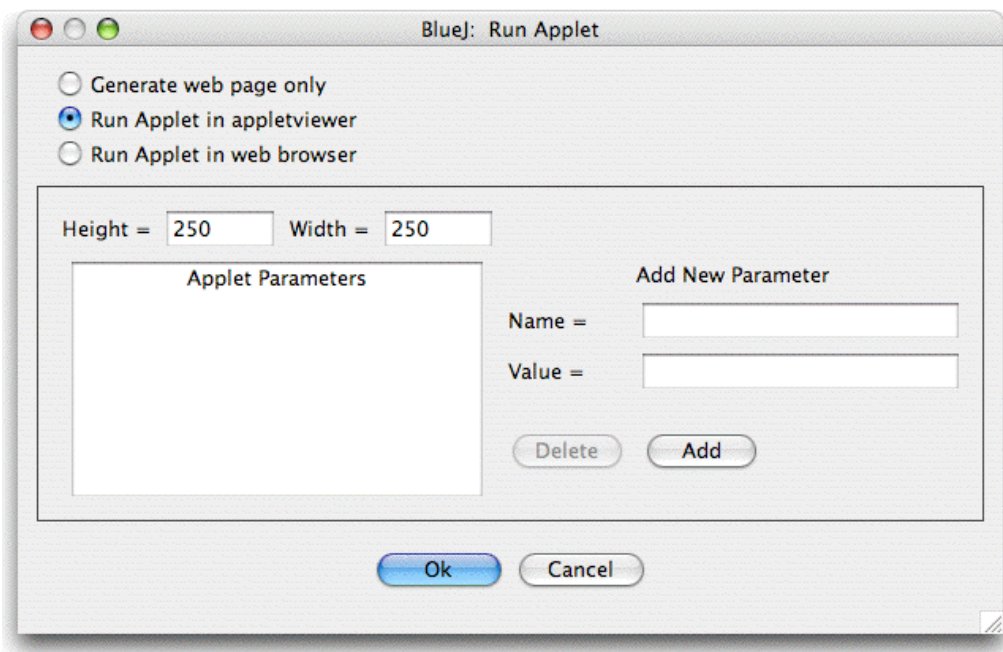 BlueJ: Run Applet
Generate web page only
Run Applet in appletviewer
Run Applet in web browser
Height = 250 Width = 250
Applet Parameters
Add New Parameter
Name =
Value =
Delete Add
Ok Cancel